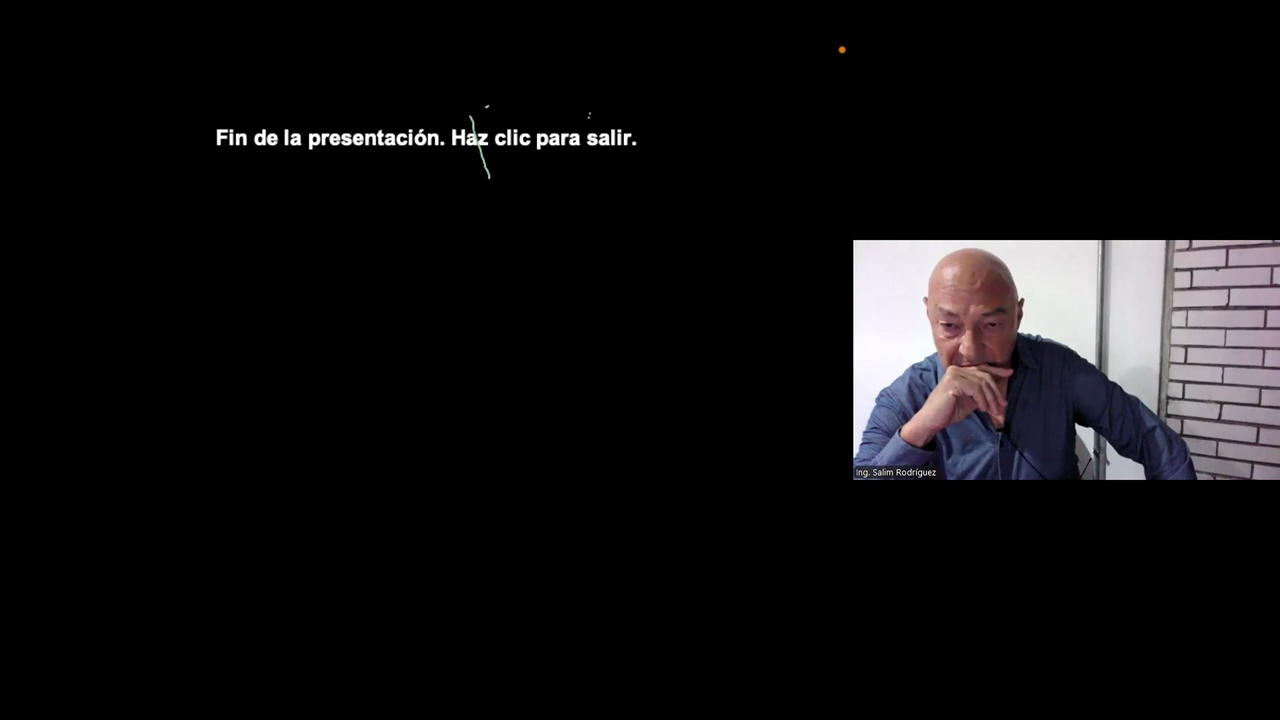 Fin de la presentación. Haz clic para salir.
Ing. Salim Rodríguez